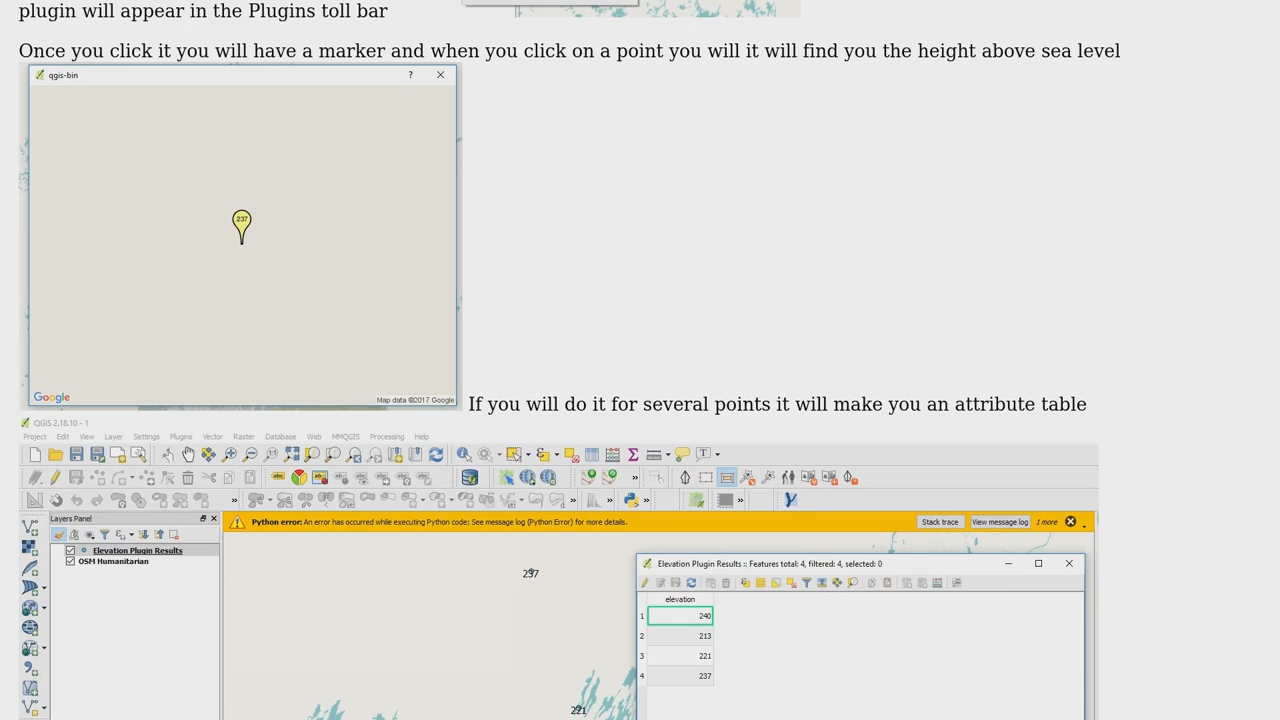 plugin will appear in the Plugins toll bar
Once you click it you will have a marker and when you click on a point you will it will find you the height above sea level
qgis-bin
?
237
Google
Map data ©2017 Google
If you will do it for several points it will make you an attribute table
QGIS 2.18.10 - 1
Project Edit View Layer Settings Plugins Vector Raster Database Web MMQGIS Processing Help
Layers Panel
Python error: An error has occurred while executing Python code: See message log (Python Error) for more details.
Stack trace
View message log
1 more
Elevation Plugin Results
OSM Humanitarian
237
221
Elevation Plugin Results :: Features total: 4, filtered: 4, selected: 0
elevation
1 240
2 213
3 221
4 237